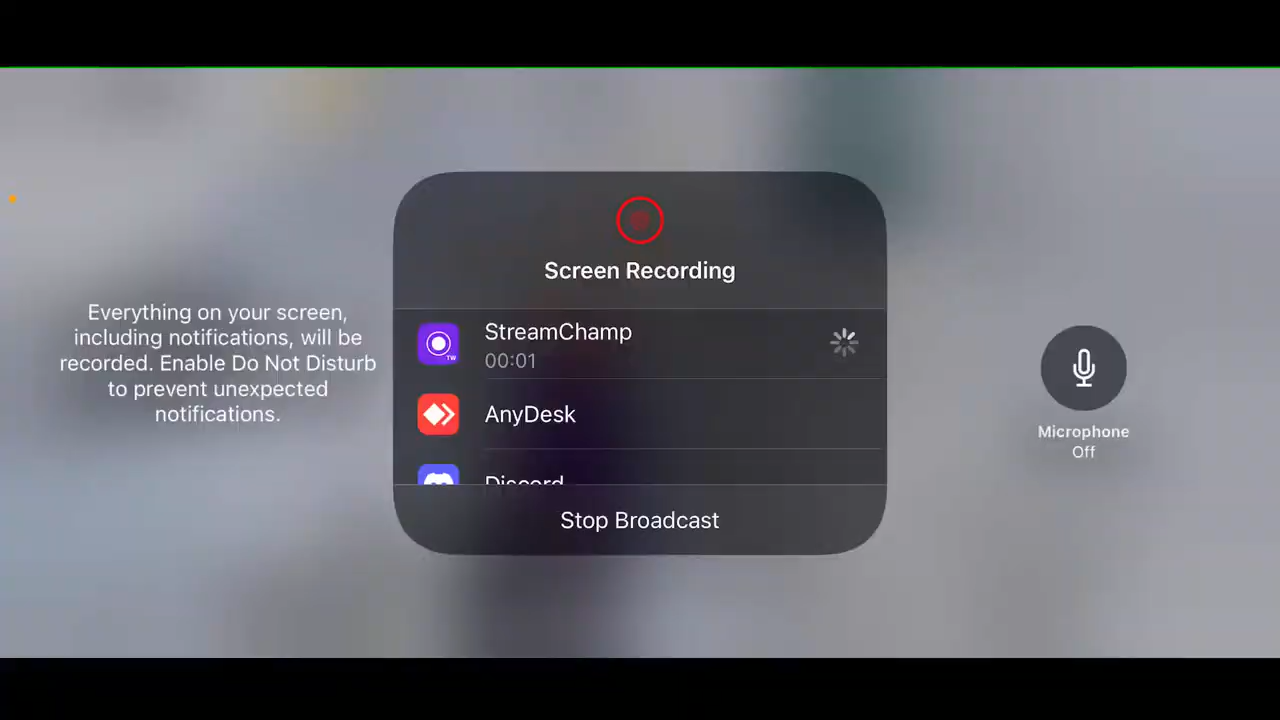 Screen Recording
Everything on your screen,
including notifications, will be
recorded. Enable Do Not Disturb
to prevent unexpected
notifications.
TW
StreamChamp
00:01
AnyDesk
Discord
Stop Broadcast
Microphone
Off